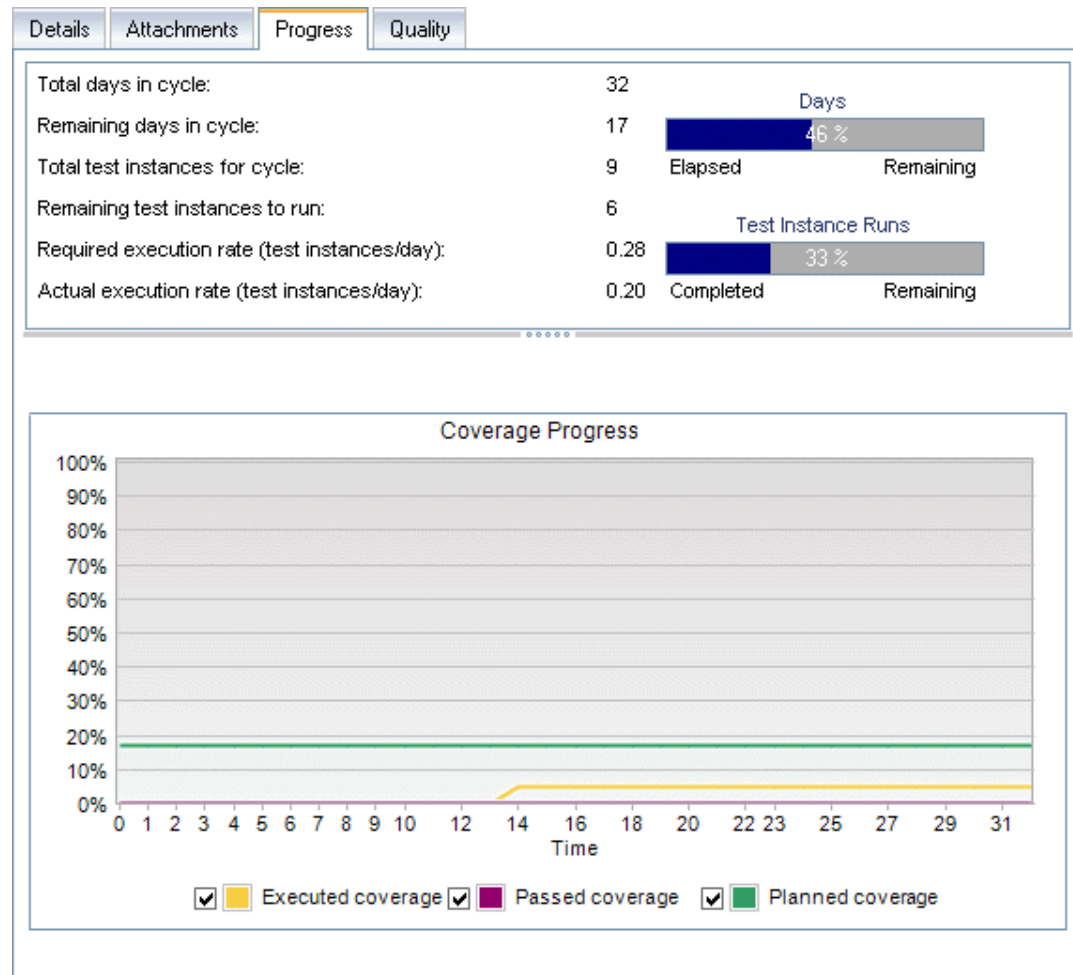 Details Attachments Progress Quality
Total days in cycle: 32
Days
Remaining days in cycle: 17
46 %
Total test instances for cycle: 9
Elapsed Remaining
Remaining test instances to run: 6
Test Instance Runs
Required execution rate (test instances/day): 0.28
33 %
Actual execution rate (test instances/day): 0.20
Completed Remaining
Coverage Progress
100%
90%
80%
70%
60%
50%
40%
30%
20%
10%
0%
0 1 2 3 4 5 6 7 8 9 10 12 14 16 18 20 22 23 25 27 29 31
Time
Executed coverage Passed coverage Planned coverage